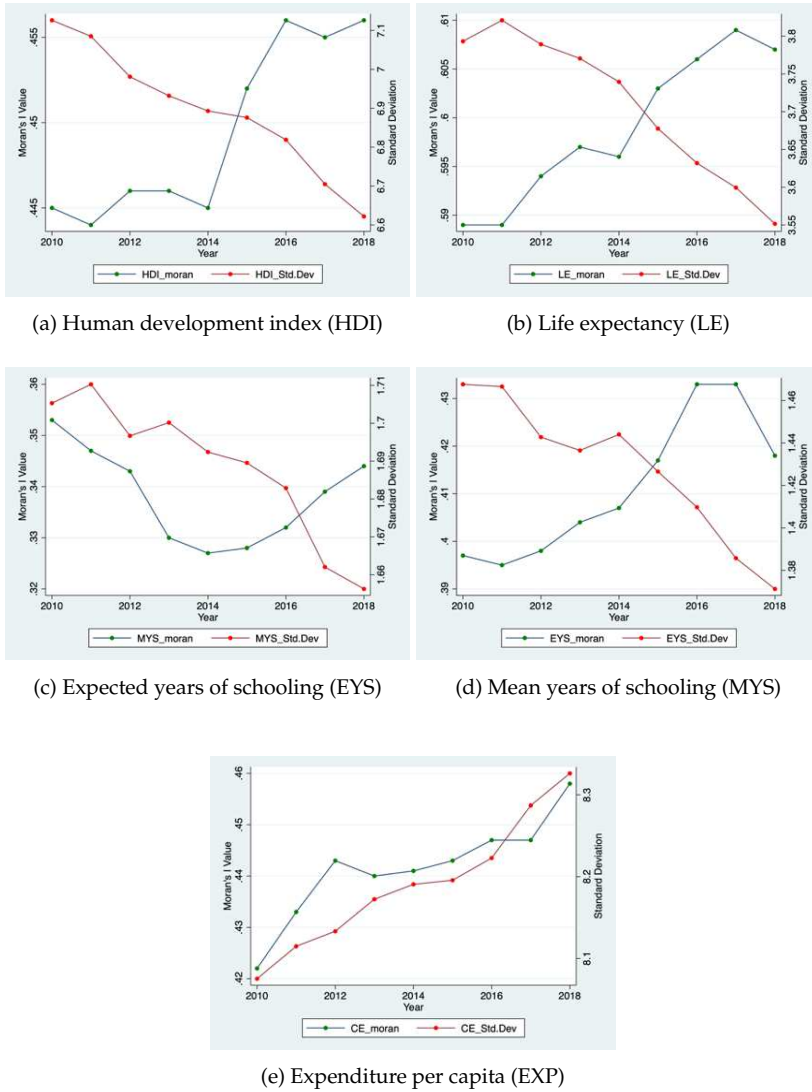 .455
.45
.445
Moran's I Value
7.1
7
6.9
6.8
6.7
6.6
Standard Deviation
2010 2012 2014 2016 2018
Year
HDI_moran HDI_Std.Dev
(a) Human development index (HDI)
.61
.605
.6
.595
.59
Moran's I Value
3.8
3.75
3.7
3.65
3.6
3.55
Standard Deviation
2010 2012 2014 2016 2018
Year
LE_moran LE_Std.Dev
(b) Life expectancy (LE)
.36
.35
.34
.33
.32
Moran's I Value
1.71
1.7
1.69
1.68
1.67
1.66
Standard Deviation
2010 2012 2014 2016 2018
Year
MYS_moran MYS_Std.Dev
(c) Expected years of schooling (EYS)
.43
.42
.41
.4
.39
Moran's I Value
1.46
1.44
1.42
1.4
1.38
Standard Deviation
2010 2012 2014 2016 2018
Year
EYS_moran EYS_Std.Dev
(d) Mean years of schooling (MYS)
.46
.45
.44
.43
.42
Moran's I Value
8.3
8.2
8.1
Standard Deviation
2010 2012 2014 2016 2018
Year
CE_moran CE_Std.Dev
(e) Expenditure per capita (EXP)